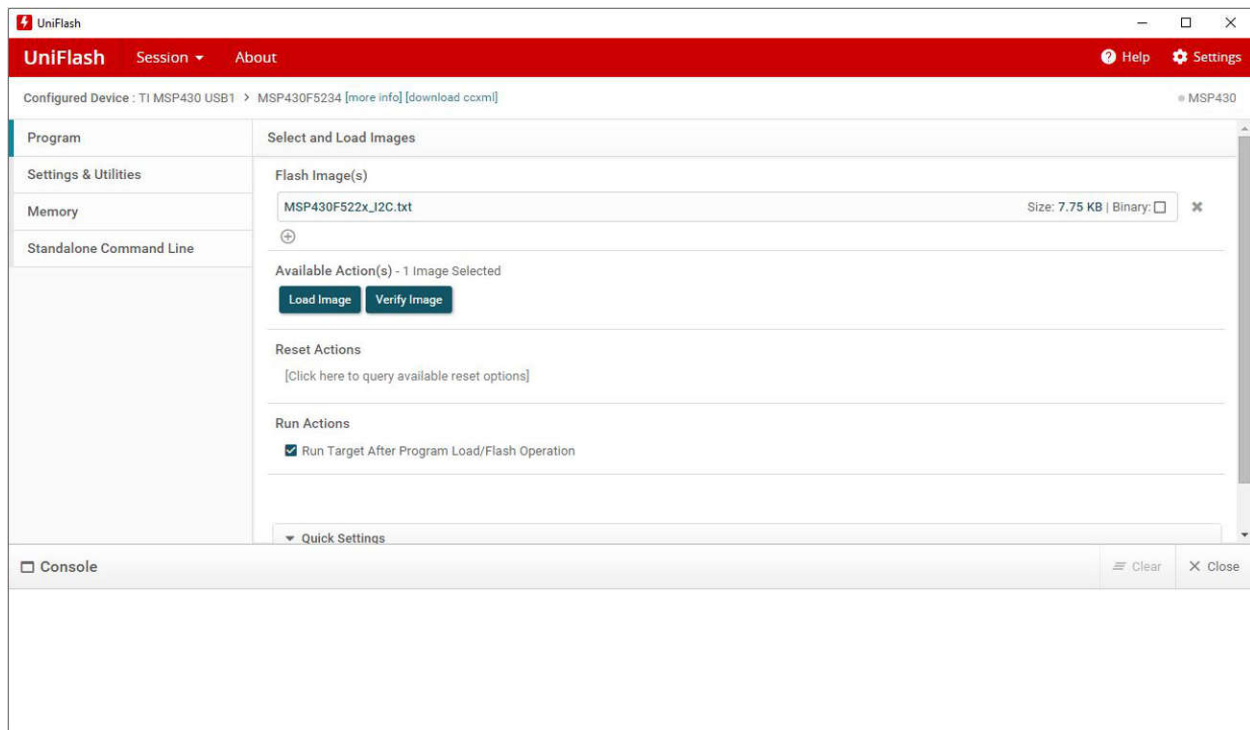 UniFlash
UniFlash Session About Help Settings
Configured Device : TI MSP430 USB1 > MSP430F5234 [more info] [download ccxml] MSP430
Program
Settings & Utilities
Memory
Standalone Command Line
Select and Load Images
Flash Image(s)
MSP430F522x_I2C.txt Size: 7.75 KB | Binary:
Available Action(s) - 1 Image Selected
Load Image Verify Image
Reset Actions
[Click here to query available reset options]
Run Actions
Run Target After Program Load/Flash Operation
Quick Settings
Console Clear Close